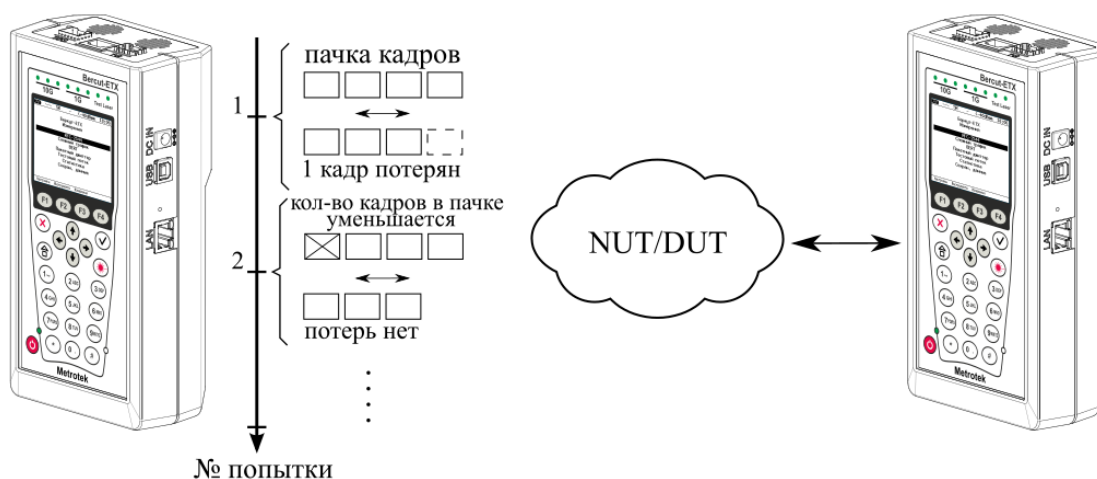 Bercut-ETX
10G
1G
Test Laser
DC IN
USB
LAN
F1
F2
F3
F4
Metrotek
1
пачка кадров
1 кадр потерян
2
кол-во кадров в пачке
уменьшается
потерь нет
№ попытки
NUT/DUT
Bercut-ETX
10G
1G
Test Laser
DC IN
USB
LAN
F1
F2
F3
F4
Metrotek